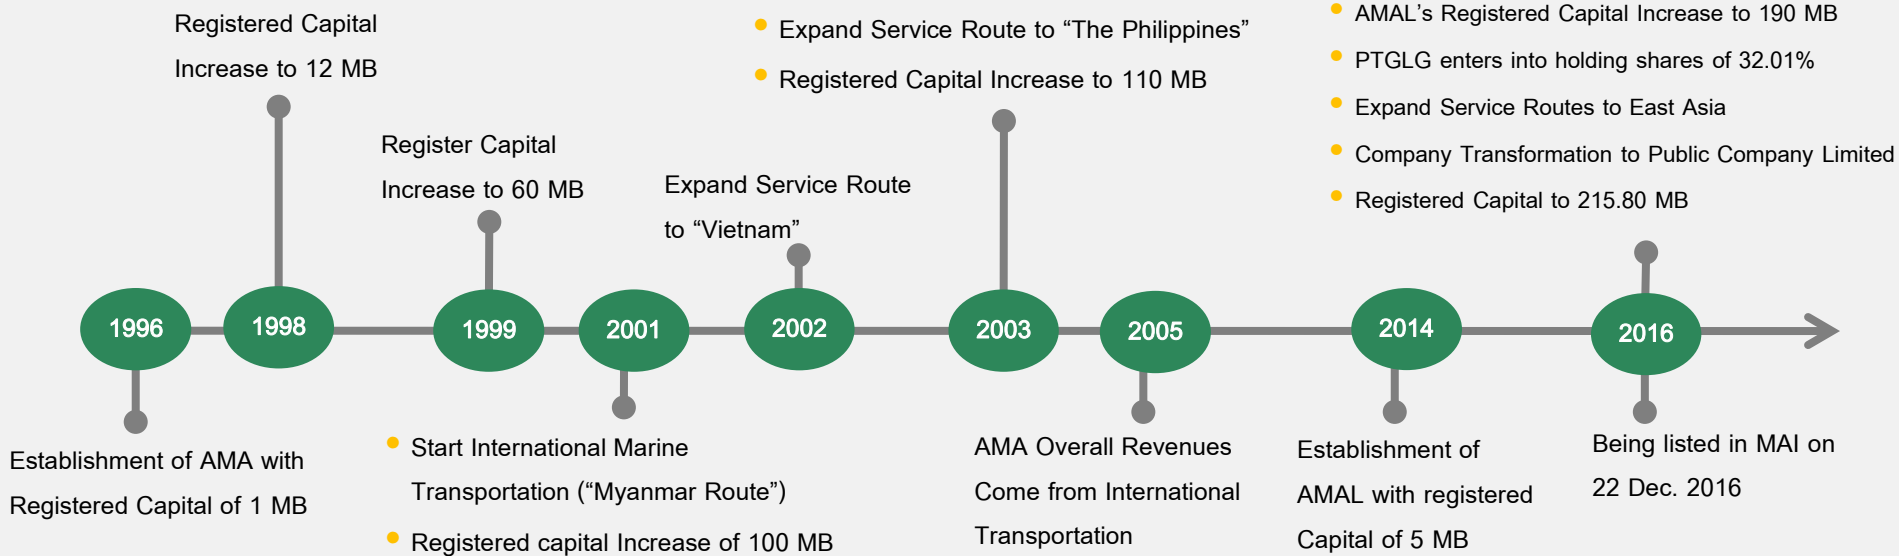 Registered Capital
Increase to 12 MB
Register Capital
Increase to 60 MB
Expand Service Route
to “Vietnam”
• Expand Service Route to “The Philippines”
• Registered Capital Increase to 110 MB
• AMAL’s Registered Capital Increase to 190 MB
• PTGLG enters into holding shares of 32.01%
• Expand Service Routes to East Asia
• Company Transformation to Public Company Limited
• Registered Capital to 215.80 MB
1996
1998
1999
2001
2002
2003
2005
2014
2016
Establishment of AMA with
Registered Capital of 1 MB
• Start International Marine
Transportation (“Myanmar Route”)
• Registered capital Increase of 100 MB
AMA Overall Revenues
Come from International
Transportation
Establishment of
AMAL with registered
Capital of 5 MB
Being listed in MAI on
22 Dec. 2016